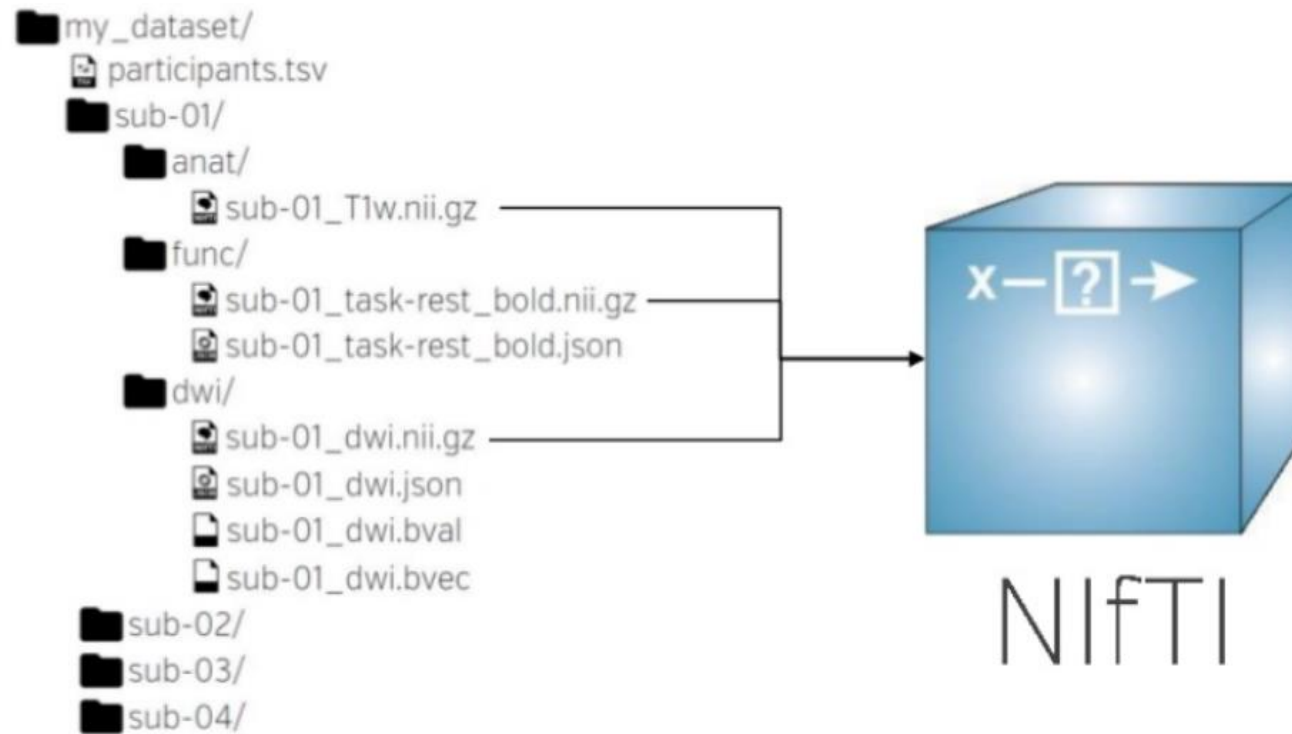 my_dataset/
participants.tsv
sub-01/
anat/
sub-01_T1w.nii.gz
func/
sub-01_task-rest_bold.nii.gz
sub-01_task-rest_bold.json
dwi/
sub-01_dwi.nii.gz
sub-01_dwi.json
sub-01_dwi.bval
sub-01_dwi.bvec
sub-02/
sub-03/
sub-04/
x – ?
NIfTI